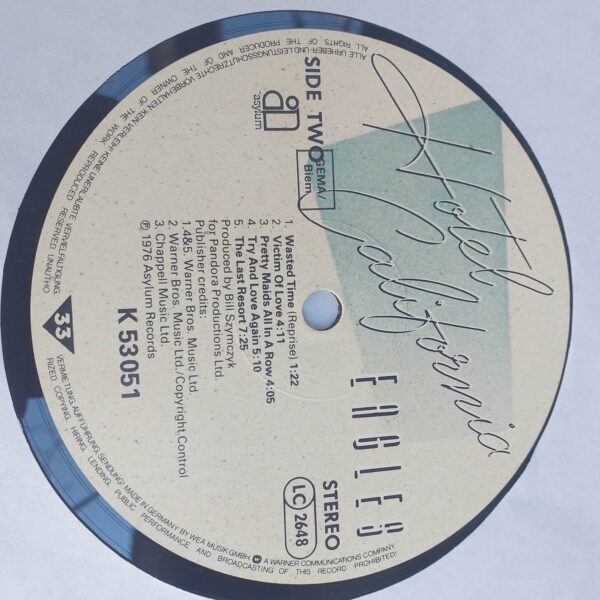 Hotel California
EAGLES
SIDE TWO
STEREO
asylum
GEMA/
Biem
LC 2648
1. Wasted Time (Reprise) 1:22
2. Victim Of Love 4:11
3. Pretty Maids All In A Row 4:05
4. Try And Love Again 5:10
5. The Last Resort 7:25
Produced by Bill Szymczyk
for Pandora Productions Ltd.
Publisher credits:
1.4&5. Warner Bros. Music Ltd.
2. Warner Bros. Music Ltd./Copyright Control
3. Chappell Music Ltd.
℗ 1976 Asylum Records
K 53051
33
ALLE URHEBER- UND LEISTUNGSSCHUTZRECHTE VORBEHALTEN KEIN VERLEIH! KEINE UNERLAUBTE VERVIELFÄLTIGUNG,
VERMIETUNG, AUFFÜHRUNG, SENDUNG! MADE IN GERMANY BY WEA MUSIK GMBH A WARNER COMMUNICATIONS COMPANY
ALL RIGHTS OF THE PRODUCER AND OF THE OWNER OF THE WORK REPRODUCED RESERVED UNAUTHO
RIZED COPYING, HIRING, LENDING, PUBLIC PERFORMANCE AND BROADCASTING OF THIS RECORD PROHIBITED!